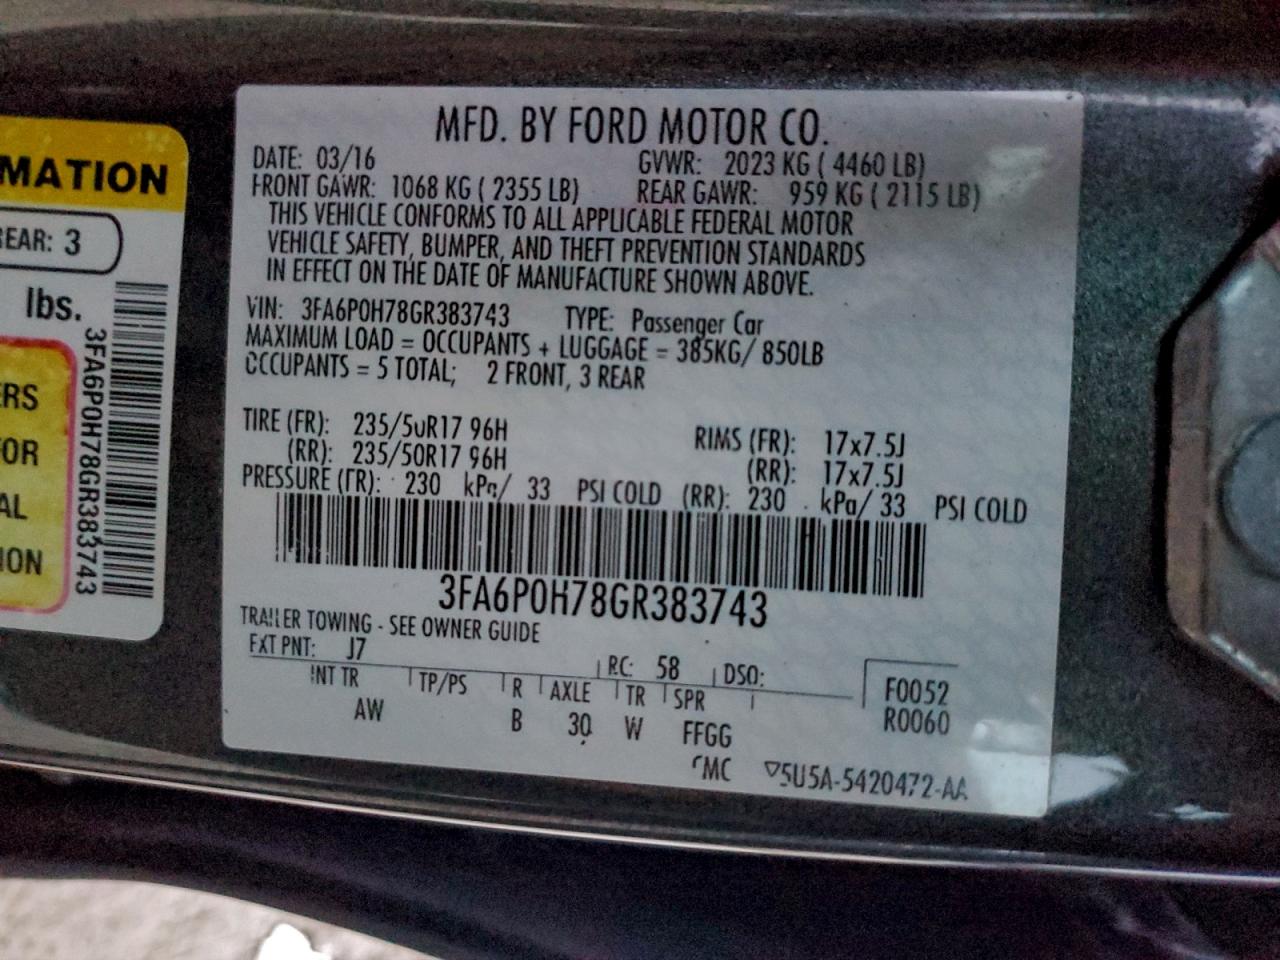 MATION
REAR: 3
lbs.
3FA6P0H78GR383743
ERS
OR
AL
ION
MFD. BY FORD MOTOR CO.
DATE: 03/16 GVWR: 2023 KG ( 4460 LB)
FRONT GAWR: 1068 KG ( 2355 LB) REAR GAWR: 959 KG ( 2115 LB)
THIS VEHICLE CONFORMS TO ALL APPLICABLE FEDERAL MOTOR
VEHICLE SAFETY, BUMPER, AND THEFT PREVENTION STANDARDS
IN EFFECT ON THE DATE OF MANUFACTURE SHOWN ABOVE.
VIN: 3FA6P0H78GR383743 TYPE: Passenger Car
MAXIMUM LOAD = OCCUPANTS + LUGGAGE = 385KG/ 850LB
OCCUPANTS = 5 TOTAL; 2 FRONT, 3 REAR
TIRE (FR): 235/50R17 96H RIMS (FR): 17x7.5J
(RR): 235/50R17 96H (RR): 17x7.5J
PRESSURE (FR): 230 kPa/ 33 PSI COLD (RR): 230 kPa/ 33 PSI COLD
3FA6P0H78GR383743
TRAILER TOWING - SEE OWNER GUIDE
EXT PNT: J7 RC: 58 DSO:
INT TR TP/PS R AXLE TR SPR F0052
AW B 30 W FFGG R0060
MC 5U5A-5420472-AA